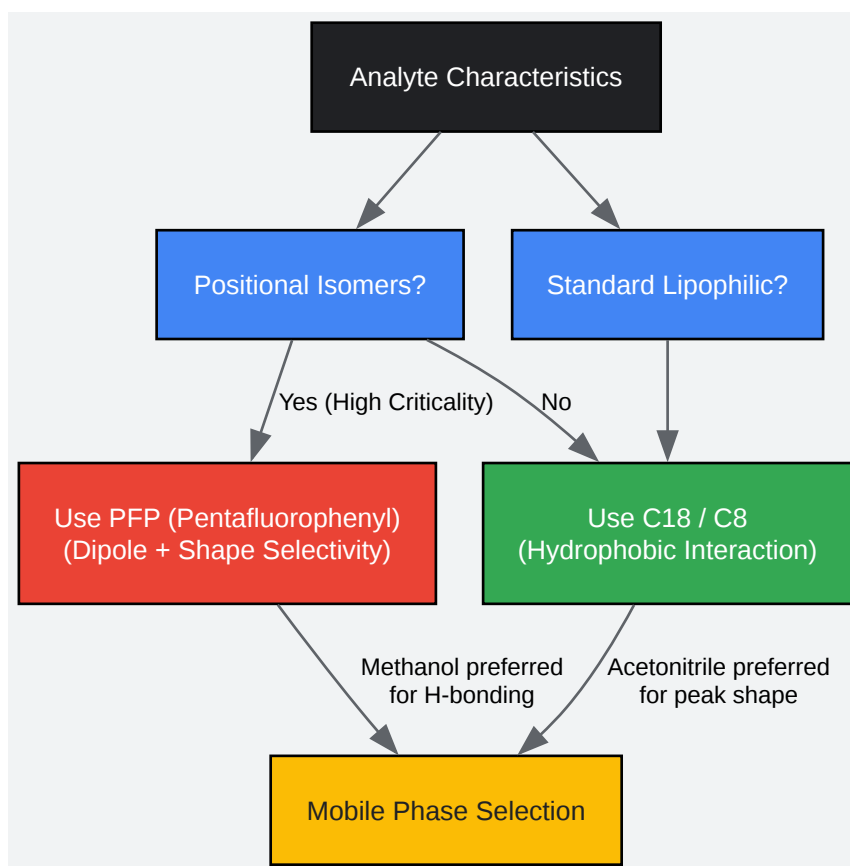 Analyte Characteristics
Positional Isomers?
Standard Lipophilic?
Yes (High Criticality)
No
Use PFP (Pentafluorophenyl)
(Dipole + Shape Selectivity)
Use C18 / C8
(Hydrophobic Interaction)
Methanol preferred
for H-bonding
Acetonitrile preferred
for peak shape
Mobile Phase Selection